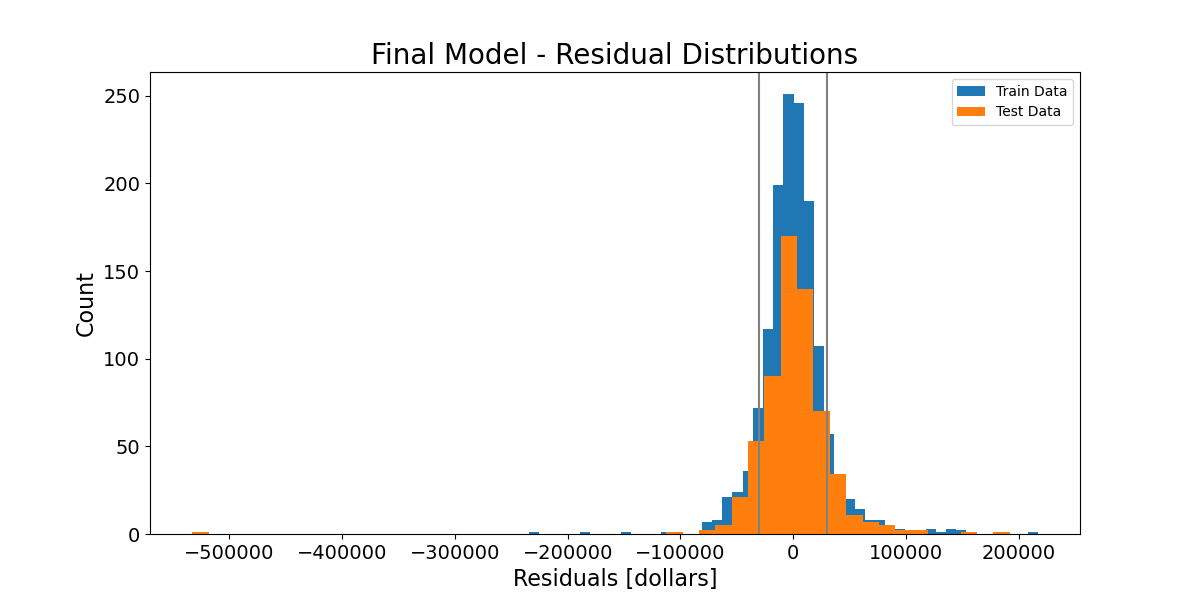 Final Model - Residual Distributions
Train Data
Test Data
250
200
150
100
50
0
Count
−500000 −400000 −300000 −200000 −100000 0 100000 200000
Residuals [dollars]